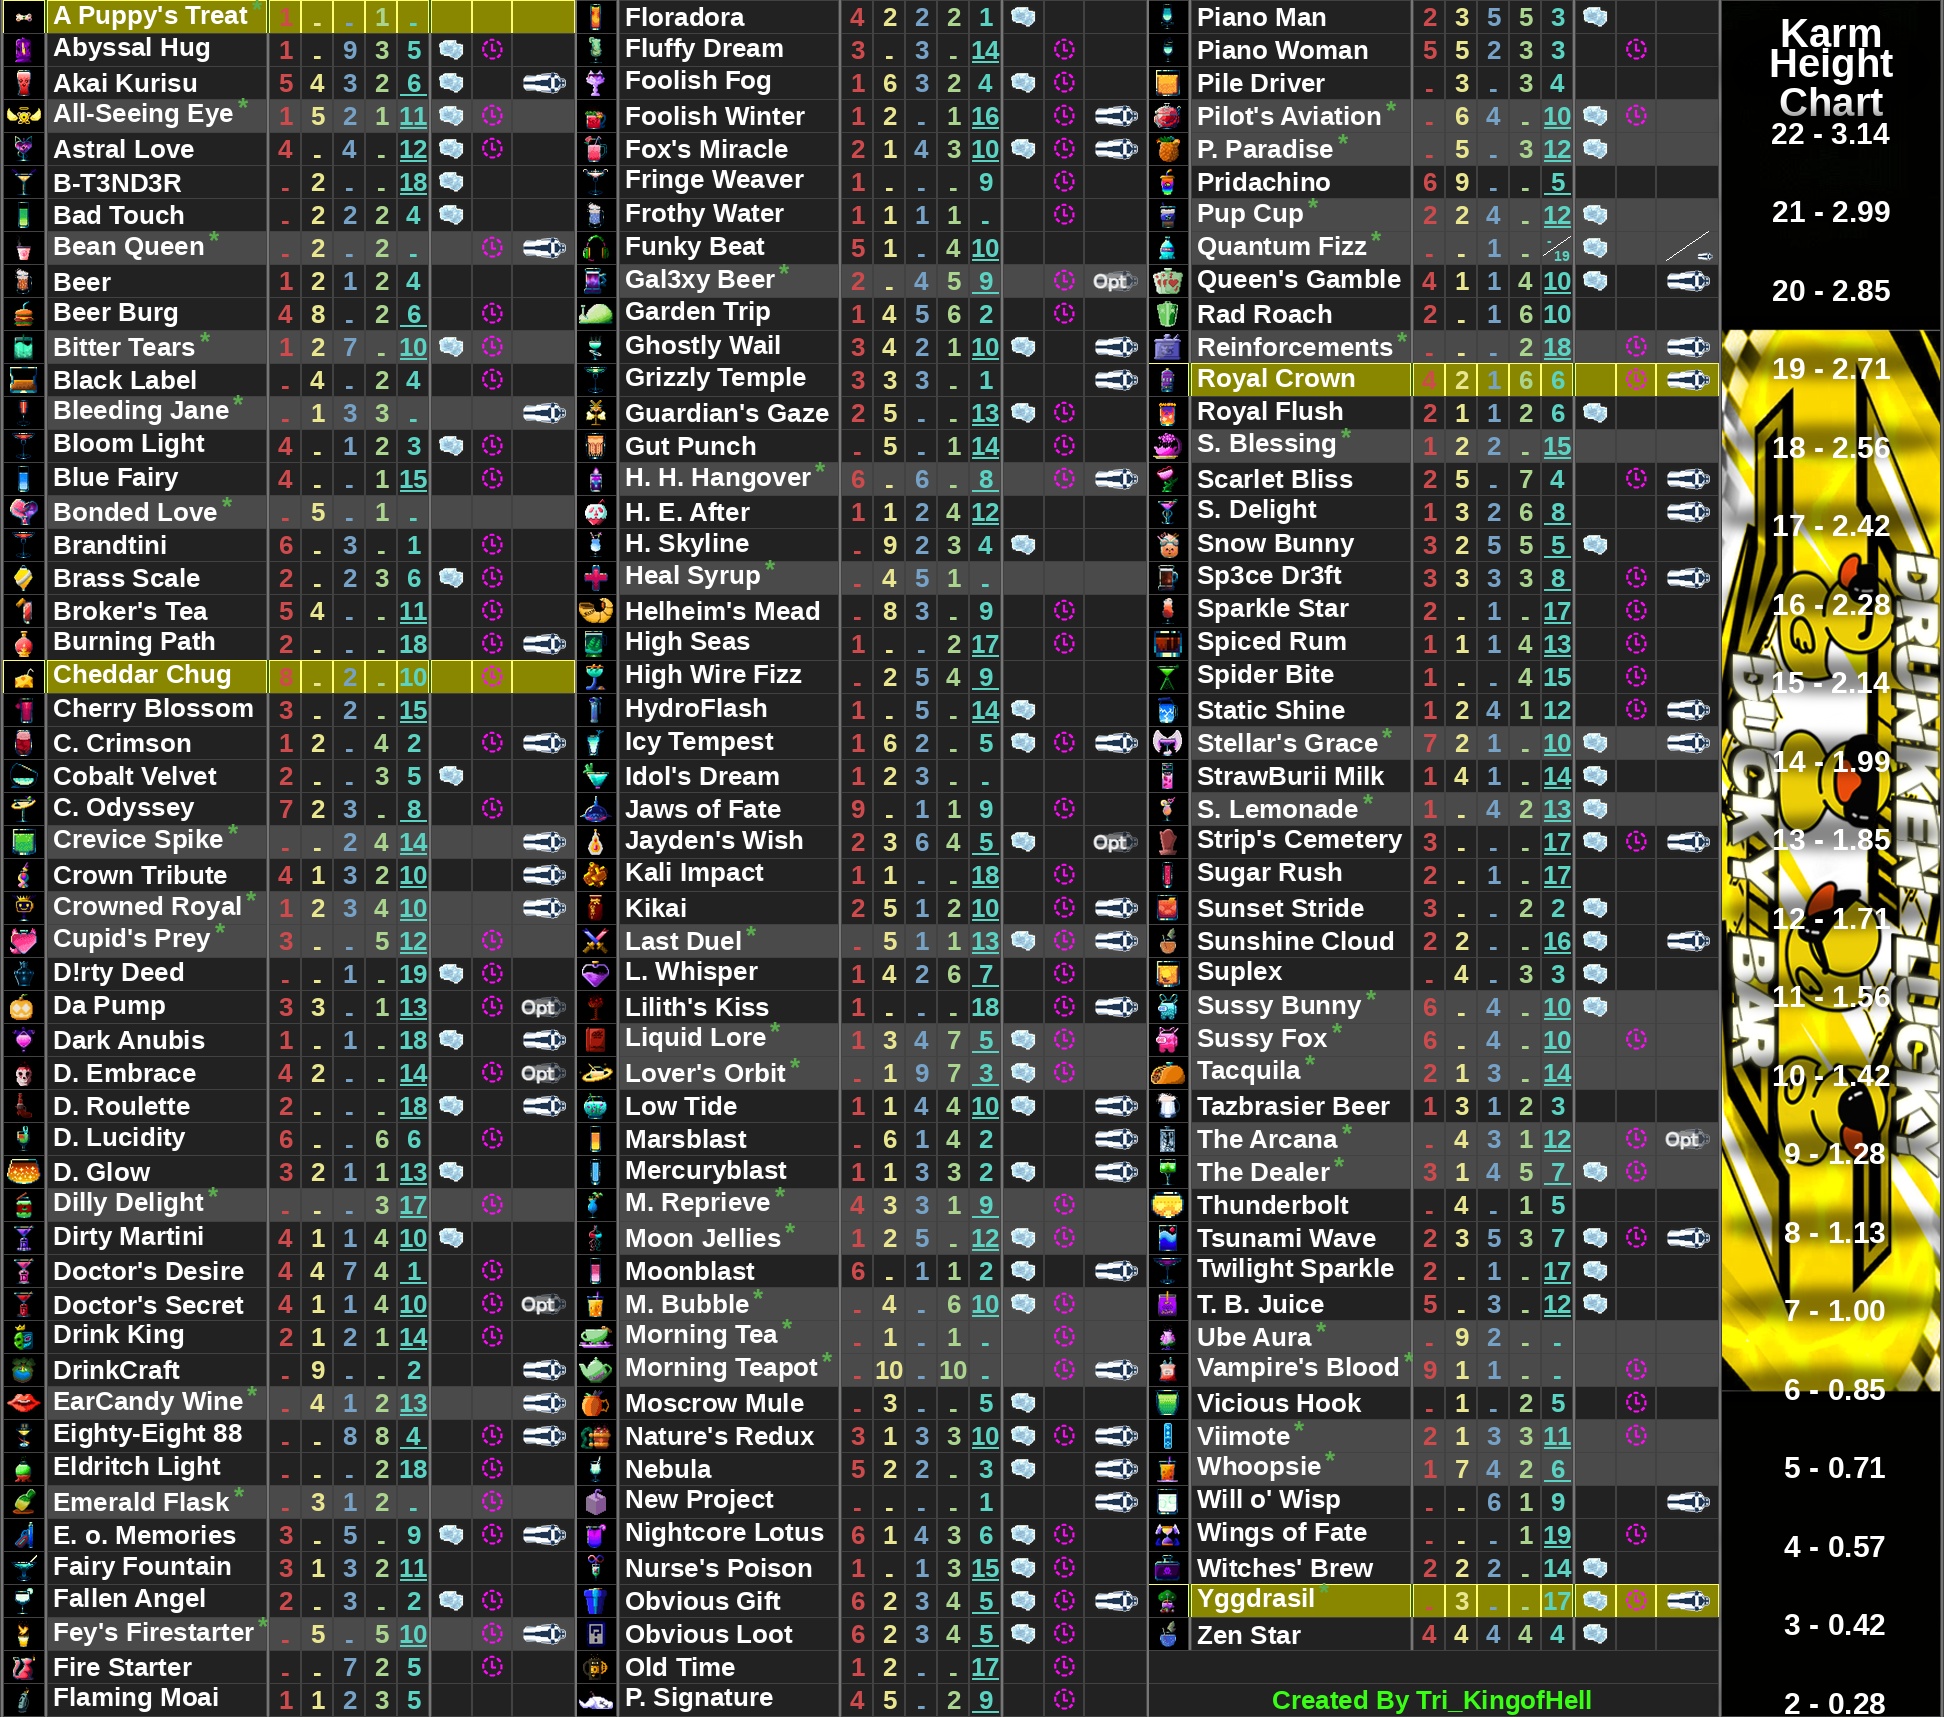 A Puppy's Treat* 1 - - 1 -
Abyssal Hug 1 - 9 3 5
Akai Kurisu 5 4 3 2 6
All-Seeing Eye* 1 5 2 1 11
Astral Love 4 - 4 - 12
B-T3ND3R - 2 - - 18
Bad Touch - 2 2 2 4
Bean Queen* - 2 - 2 -
Beer 1 2 1 2 4
Beer Burg 4 8 - 2 6
Bitter Tears* 1 2 7 - 10
Black Label - 4 - 2 4
Bleeding Jane* - 1 3 3 -
Bloom Light 4 - 1 2 3
Blue Fairy 4 - - 1 15
Bonded Love* - 5 - 1 -
Brandtini 6 - 3 - 1
Brass Scale 2 - 2 3 6
Broker's Tea 5 4 - - 11
Burning Path 2 - - - 18
Cheddar Chug 8 - 2 - 10
Cherry Blossom 3 - 2 - 15
C. Crimson 1 2 - 4 2
Cobalt Velvet 2 - - 3 5
C. Odyssey 7 2 3 - 8
Crevice Spike* - - 2 4 14
Crown Tribute 4 1 3 2 10
Crowned Royal* 1 2 3 4 10
Cupid's Prey* 3 - - 5 12
D!rty Deed - - 1 - 19
Da Pump 3 3 - 1 13 Opt
Dark Anubis 1 - 1 - 18
D. Embrace 4 2 - - 14 Opt
D. Roulette 2 - - - 18
D. Lucidity 6 - - 6 6
D. Glow 3 2 1 1 13
Dilly Delight* - - - 3 17
Dirty Martini 4 1 1 4 10
Doctor's Desire 4 4 7 4 1
Doctor's Secret 4 1 1 4 10 Opt
Drink King 2 1 2 1 14
DrinkCraft - 9 - - 2
EarCandy Wine* - 4 1 2 13
Eighty-Eight 88 - - 8 8 4
Eldritch Light - - - 2 18
Emerald Flask* - 3 1 2 -
E. o. Memories 3 - 5 - 9
Fairy Fountain 3 1 3 2 11
Fallen Angel 2 - 3 - 2
Fey's Firestarter* - 5 - 5 10
Fire Starter - - 7 2 5
Flaming Moai 1 1 2 3 5
Floradora 4 2 2 2 1
Fluffy Dream 3 - 3 - 14
Foolish Fog 1 6 3 2 4
Foolish Winter 1 2 - 1 16
Fox's Miracle 2 1 4 3 10
Fringe Weaver 1 - - - 9
Frothy Water 1 1 1 1 -
Funky Beat 5 1 - 4 10
Gal3xy Beer* 2 - 4 5 9 Opt
Garden Trip 1 4 5 6 2
Ghostly Wail 3 4 2 1 10
Grizzly Temple 3 3 3 - 1
Guardian's Gaze 2 5 - - 13
Gut Punch - 5 - 1 14
H. H. Hangover* 6 - 6 - 8
H. E. After 1 1 2 4 12
H. Skyline - 9 2 3 4
Heal Syrup* - 4 5 1 -
Helheim's Mead - 8 3 - 9
High Seas 1 - - 2 17
High Wire Fizz - 2 5 4 9
HydroFlash 1 - 5 - 14
Icy Tempest 1 6 2 - 5
Idol's Dream 1 2 3 - -
Jaws of Fate 9 - 1 1 9
Jayden's Wish 2 3 6 4 5 Opt
Kali Impact 1 1 - - 18
Kikai 2 5 1 2 10
Last Duel* - 5 1 1 13
L. Whisper 1 4 2 6 7
Lilith's Kiss 1 - - - 18
Liquid Lore* 1 3 4 7 5
Lover's Orbit* - 1 9 7 3
Low Tide 1 1 4 4 10
Marsblast - 6 1 4 2
Mercuryblast 1 1 3 3 2
M. Reprieve* 4 3 3 1 9
Moon Jellies* 1 2 5 - 12
Moonblast 6 - 1 1 2
M. Bubble* - 4 - 6 10
Morning Tea* - 1 - 1 -
Morning Teapot* - 10 - 10 -
Moscrow Mule - 3 - - 5
Nature's Redux 3 1 3 3 10
Nebula 5 2 2 - 3
New Project - - - - 1
Nightcore Lotus 6 1 4 3 6
Nurse's Poison 1 - 1 3 15
Obvious Gift 6 2 3 4 5
Obvious Loot 6 2 3 4 5
Old Time 1 2 - - 17
P. Signature 4 5 - 2 9
Piano Man 2 3 5 5 3
Piano Woman 5 5 2 3 3
Pile Driver - 3 - 3 4
Pilot's Aviation* - 6 4 - 10
P. Paradise* - 5 - 3 12
Pridachino 6 9 - - 5
Pup Cup* 2 2 4 - 12
Quantum Fizz* - - 1 - -/19
Queen's Gamble 4 1 1 4 10
Rad Roach 2 - 1 6 10
Reinforcements* - - - 2 18
Royal Crown 4 2 1 6 6
Royal Flush 2 1 1 2 6
S. Blessing* 1 2 2 - 15
Scarlet Bliss 2 5 - 7 4
S. Delight 1 3 2 6 8
Snow Bunny 3 2 5 5 5
Sp3ce Dr3ft 3 3 3 3 8
Sparkle Star 2 - 1 - 17
Spiced Rum 1 1 1 4 13
Spider Bite 1 - - 4 15
Static Shine 1 2 4 1 12
Stellar's Grace* 7 2 1 - 10
StrawBurii Milk 1 4 1 - 14
S. Lemonade* 1 - 4 2 13
Strip's Cemetery 3 - - - 17
Sugar Rush 2 - 1 - 17
Sunset Stride 3 - - 2 2
Sunshine Cloud 2 2 - - 16
Suplex - 4 - 3 3
Sussy Bunny* 6 - 4 - 10
Sussy Fox* 6 - 4 - 10
Tacquila* 2 1 3 - 14
Tazbrasier Beer 1 3 1 2 3
The Arcana* - 4 3 1 12 Opt
The Dealer* 3 1 4 5 7
Thunderbolt - 4 - 1 5
Tsunami Wave 2 3 5 3 7
Twilight Sparkle 2 - 1 - 17
T. B. Juice 5 - 3 - 12
Ube Aura* - 9 2 - -
Vampire's Blood* 9 1 1 - -
Vicious Hook - 1 - 2 5
Viimote* 2 1 3 3 11
Whoopsie* 1 7 4 2 6
Will o' Wisp - - 6 1 9
Wings of Fate - - - 1 19
Witches' Brew 2 2 2 - 14
Yggdrasil* - 3 - - 17
Zen Star 4 4 4 4 4
Created By Tri_KingofHell
Karm
Height
Chart
22 - 3.14
21 - 2.99
20 - 2.85
19 - 2.71
18 - 2.56
17 - 2.42
16 - 2.28
15 - 2.14
14 - 1.99
13 - 1.85
12 - 1.71
11 - 1.56
10 - 1.42
9 - 1.28
8 - 1.13
7 - 1.00
6 - 0.85
5 - 0.71
4 - 0.57
3 - 0.42
2 - 0.28
DRUNKEN LUCKY
DUCKY BAR